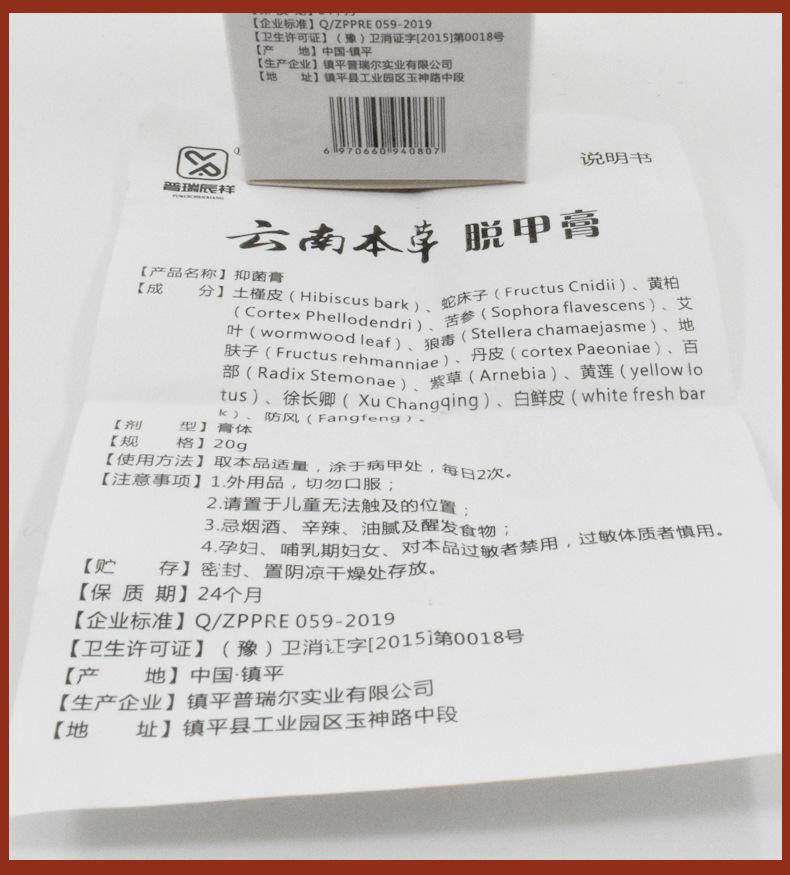 【企业标准】Q/ZPPRE 059-2019
【卫生许可证】（豫）卫消证字[2015]第0018号
【产 地】中国·镇平
【生产企业】镇平普瑞尔实业有限公司
【地 址】镇平县工业园区玉神路中段
6 970660 940807
普瑞辰祥
说明书
云南本草 脱甲膏
【产品名称】抑菌膏
【成 分】土槿皮（Hibiscus bark）、蛇床子（Fructus Cnidii）、黄柏
（Cortex Phellodendri）、苦参（Sophora flavescens）、艾
叶（wormwood leaf）、狼毒（Stellera chamaejasme）、地
肤子（Fructus rehmanniae）、丹皮（cortex Paeoniae）、百
部（Radix Stemonae）、紫草（Arnebia）、黄莲（yellow lo
tus）、徐长卿（ Xu Changqing）、白鲜皮（white fresh bar
k）、防风（Fangfeng）。
【剂 型】膏体
【规 格】20g
【使用方法】取本品适量，涂于病甲处，每日2次。
【注意事项】1.外用品，切勿口服；
2.请置于儿童无法触及的位置；
3.忌烟酒、辛辣、油腻及醒发食物；
4.孕妇、哺乳期妇女、对本品过敏者禁用，过敏体质者慎用。
【贮 存】密封、置阴凉干燥处存放。
【保 质 期】24个月
【企业标准】Q/ZPPRE 059-2019
【卫生许可证】（豫）卫消证字[2015]第0018号
【产 地】中国·镇平
【生产企业】镇平普瑞尔实业有限公司
【地 址】镇平县工业园区玉神路中段